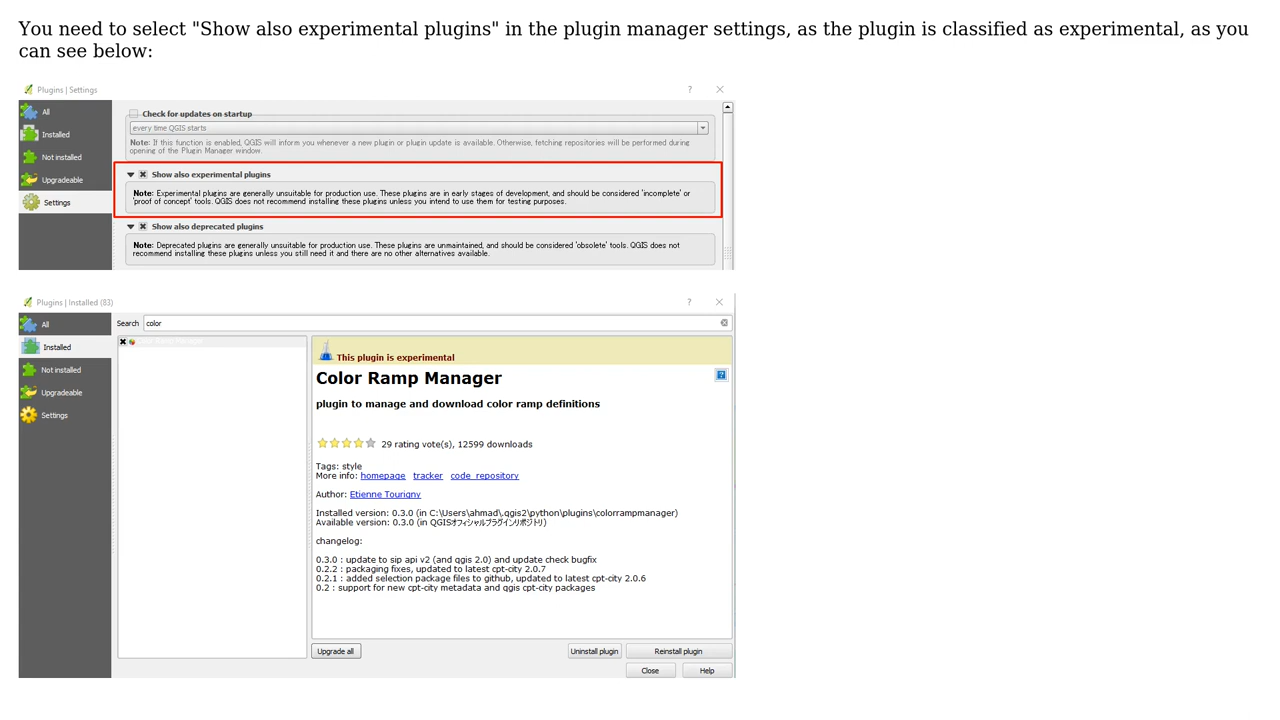 You need to select "Show also experimental plugins" in the plugin manager settings, as the plugin is classified as experimental, as you
can see below:
Plugins | Settings
?
All
Installed
Not installed
Upgradeable
Settings
Check for updates on startup
every time QGIS starts
Note: If this function is enabled, QGIS will inform you whenever a new plugin or plugin update is available. Otherwise, fetching repositories will be performed during
opening of the Plugin Manager window.
Show also experimental plugins
Note: Experimental plugins are generally unsuitable for production use. These plugins are in early stages of development, and should be considered 'incomplete' or
'proof of concept' tools. QGIS does not recommend installing these plugins unless you intend to use them for testing purposes.
Show also deprecated plugins
Note: Deprecated plugins are generally unsuitable for production use. These plugins are unmaintained, and should be considered 'obsolete' tools. QGIS does not
recommend installing these plugins unless you still need it and there are no other alternatives available.
Plugins | Installed (83)
?
All
Installed
Not installed
Upgradeable
Settings
Search color
Color Ramp Manager
This plugin is experimental
Color Ramp Manager
plugin to manage and download color ramp definitions
29 rating vote(s), 12599 downloads
Tags: style
More info: homepage tracker code_repository
Author: Etienne Tourigny
Installed version: 0.3.0 (in C:\Users\ahmad\.qgis2\python\plugins\colorrampmanager)
Available version: 0.3.0 (in QGISオフィシャルプラグインリポジトリ)
changelog:
0.3.0 : update to sip api v2 (and qgis 2.0) and update check bugfix
0.2.2 : packaging fixes, updated to latest cpt-city 2.0.7
0.2.1 : added selection package files to github, updated to latest cpt-city 2.0.6
0.2 : support for new cpt-city metadata and qgis cpt-city packages
Upgrade all
Uninstall plugin
Reinstall plugin
Close
Help